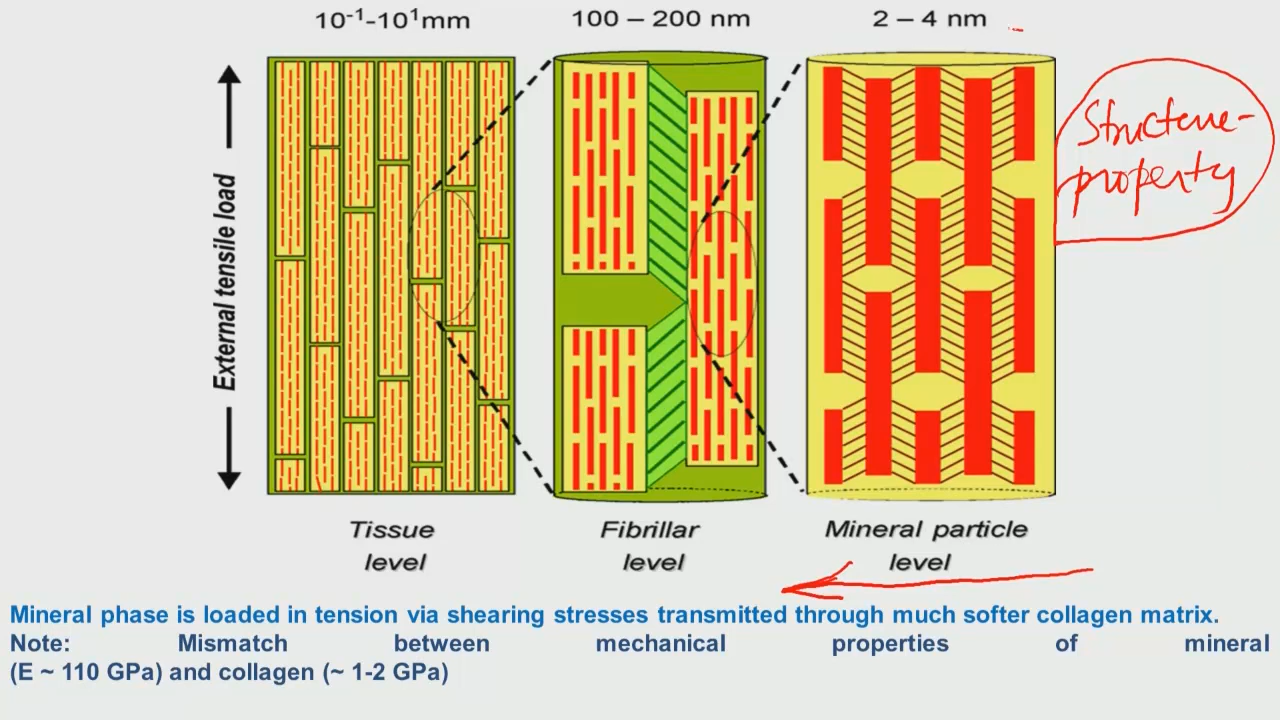 10⁻¹-10¹mm
100 – 200 nm
2 – 4 nm
External tensile load
Structure-
property
Tissue
level
Fibrillar
level
Mineral particle
level
Mineral phase is loaded in tension via shearing stresses transmitted through much softer collagen matrix.
Note: Mismatch between mechanical properties of mineral
(E ~ 110 GPa) and collagen (~ 1-2 GPa)